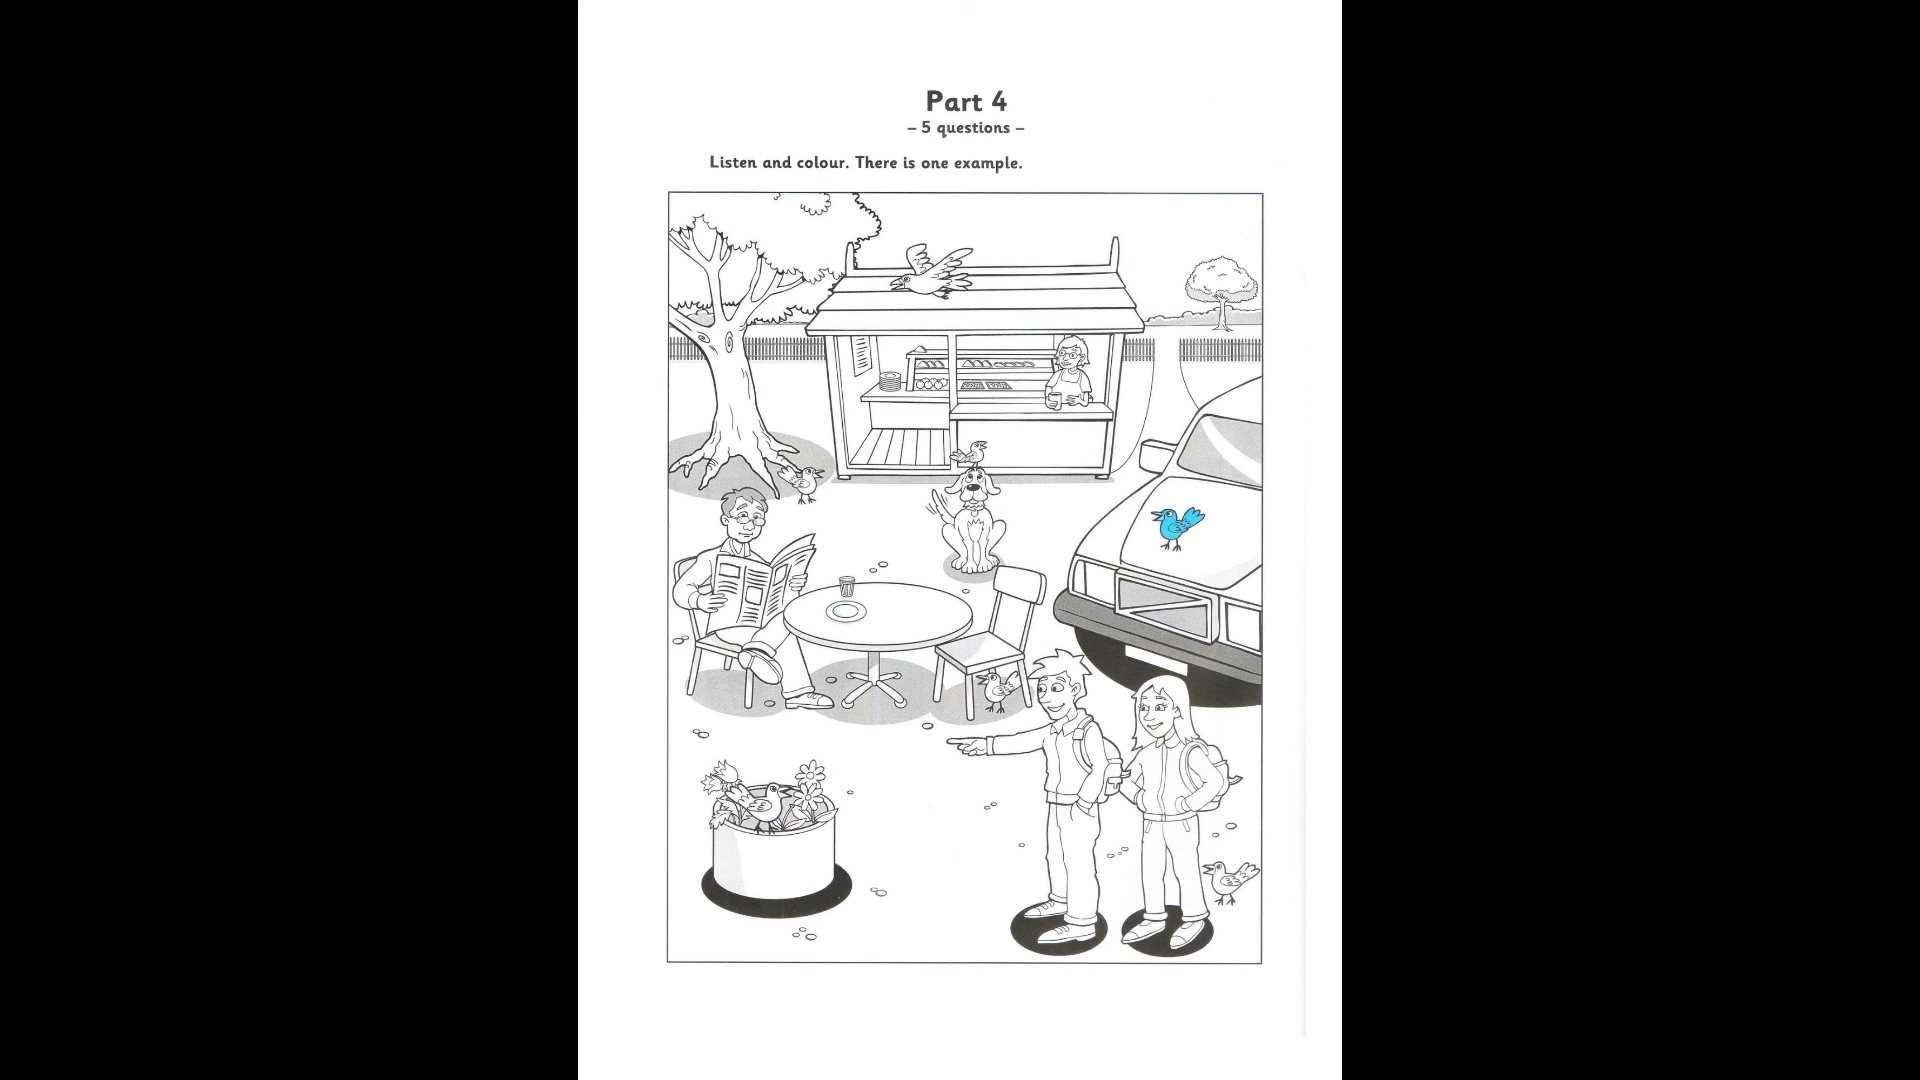 Part 4
– 5 questions –
Listen and colour. There is one example.